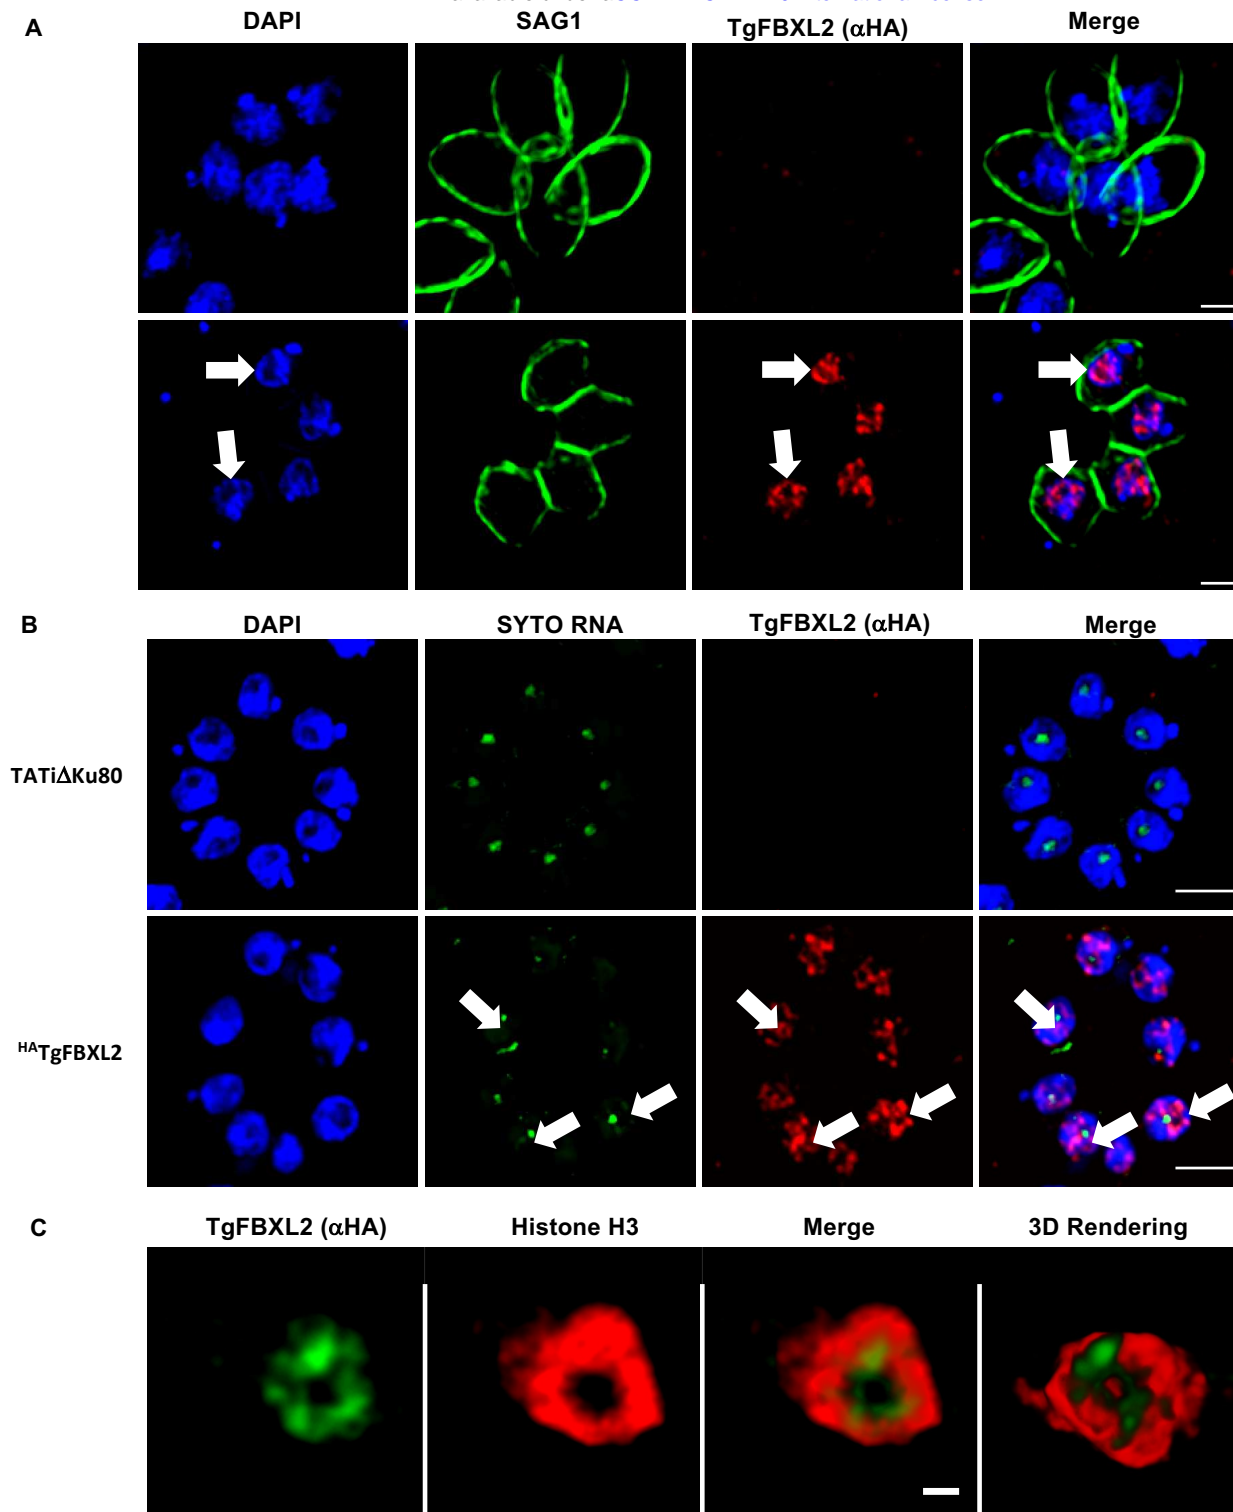 A DAPI SAG1 TgFBXL2 (αHA) Merge
B DAPI SYTO RNA TgFBXL2 (αHA) Merge
TATiΔKu80
HATgFBXL2
C TgFBXL2 (αHA) Histone H3 Merge 3D Rendering